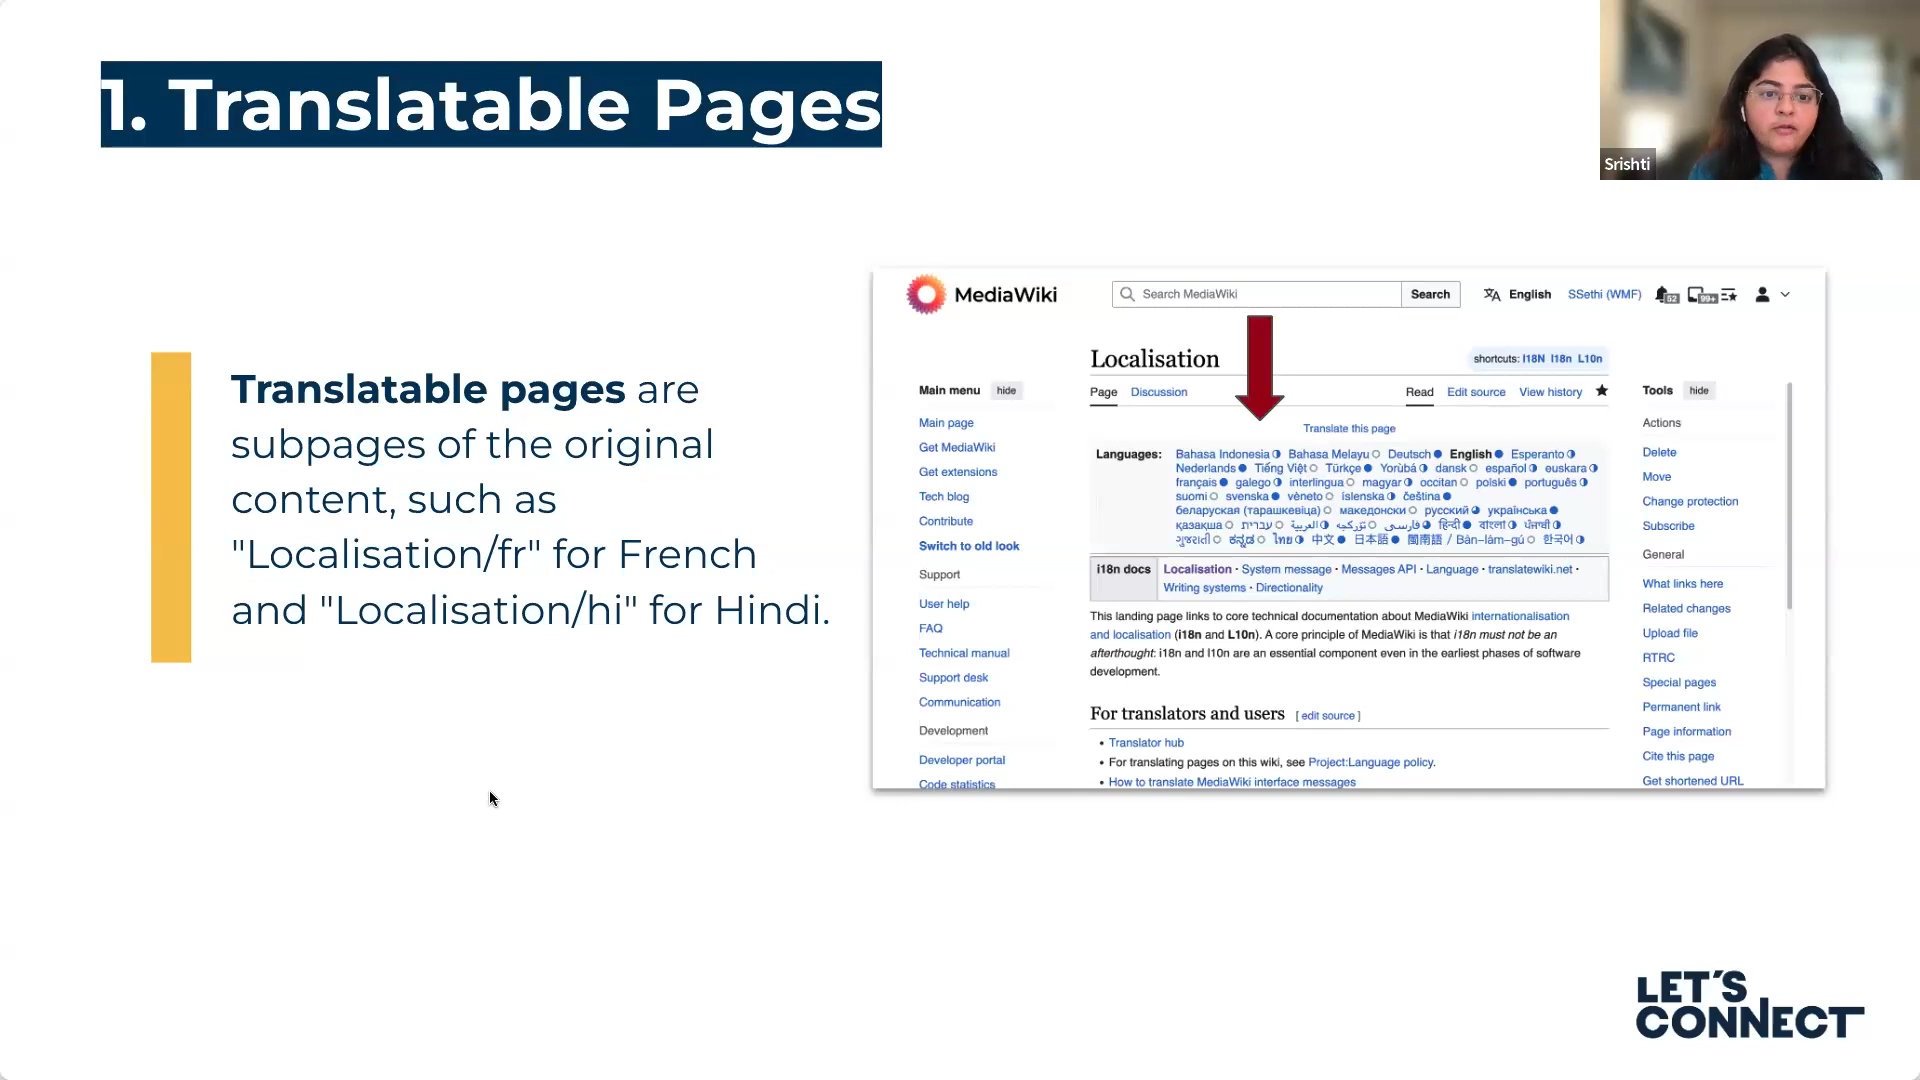 1. Translatable Pages
Srishti
Translatable pages are
subpages of the original
content, such as
"Localisation/fr" for French
and "Localisation/hi" for Hindi.
MediaWiki
Search MediaWiki
Search
English
SSethi (WMF)
52
99+
Localisation
shortcuts: I18N I18n L10n
Page Discussion
Read Edit source View history
Main menu hide
Main page
Get MediaWiki
Get extensions
Tech blog
Contribute
Switch to old look
Support
User help
FAQ
Technical manual
Support desk
Communication
Development
Developer portal
Code statistics
Translate this page
Languages: Bahasa Indonesia Bahasa Melayu Deutsch English Esperanto
Nederlands Tiếng Việt Türkçe Yorùbá dansk español euskara
français galego interlingua magyar occitan polski português
suomi svenska vèneto íslenska čeština
беларуская (тарашкевіца) македонски русский українська
қазақша עברית العربية تۆرکجه فارسی हिन्दी বাংলা ਪੰਜਾਬੀ
ગુજરાતી ಕನ್ನಡ ไทย 中文 日本語 閩南語 / Bân-lâm-gú 한국어
i18n docs Localisation · System message · Messages API · Language · translatewiki.net ·
Writing systems · Directionality
This landing page links to core technical documentation about MediaWiki internationalisation
and localisation (i18n and L10n). A core principle of MediaWiki is that i18n must not be an
afterthought: i18n and l10n are an essential component even in the earliest phases of software
development.
For translators and users [ edit source ]
• Translator hub
• For translating pages on this wiki, see Project:Language policy.
• How to translate MediaWiki interface messages
Tools hide
Actions
Delete
Move
Change protection
Subscribe
General
What links here
Related changes
Upload file
RTRC
Special pages
Permanent link
Page information
Cite this page
Get shortened URL
LET'S
CONNECT